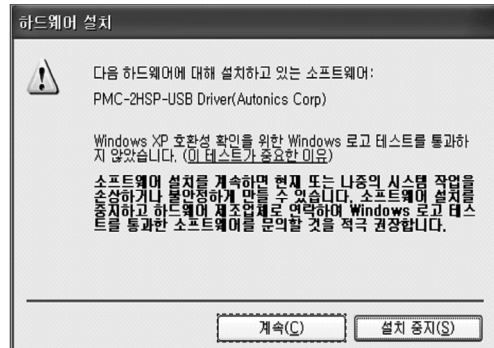 하드웨어 설치
다음 하드웨어에 대해 설치하고 있는 소프트웨어:
PMC-2HSP-USB Driver(Autonics Corp)
Windows XP 호환성 확인을 위한 Windows 로고 테스트를 통과하
지 않았습니다. (이 테스트가 중요한 이유)
소프트웨어 설치를 계속하면 현재 또는 나중의 시스템 작업을
손상하거나 불안정하게 만들 수 있습니다. 소프트웨어 설치를
중지하고 하드웨어 제조업체로 연락하여 Windows 로고 테스
트를 통과한 소프트웨어를 문의할 것을 적극 권장합니다.
계속(C)
설치 중지(S)